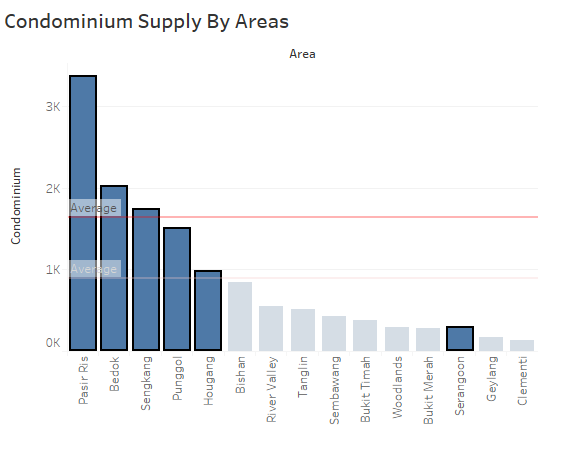 Condominium Supply By Areas
Area
Condominium
3K
2K
Average
1K
Average
0K
Pasir Ris
Bedok
Sengkang
Punggol
Hougang
Bishan
River Valley
Tanglin
Sembawang
Bukit Timah
Woodlands
Bukit Merah
Serangoon
Geylang
Clementi